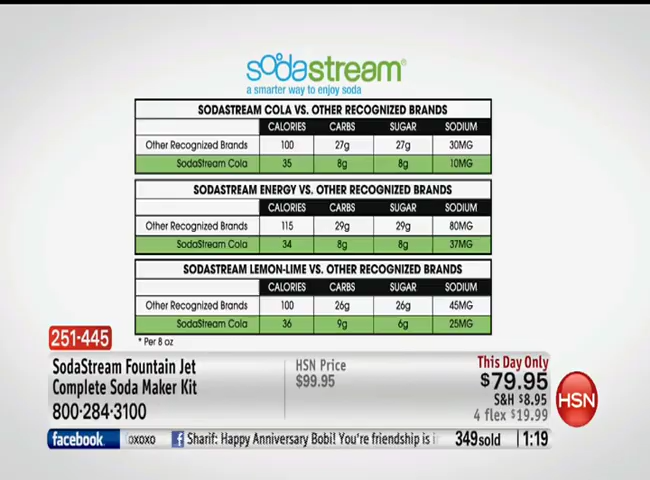 sodastream®
a smarter way to enjoy soda
SODASTREAM COLA VS. OTHER RECOGNIZED BRANDS
CALORIES CARBS SUGAR SODIUM
Other Recognized Brands 100 27g 27g 30MG
SodaStream Cola 35 8g 8g 10MG
SODASTREAM ENERGY VS. OTHER RECOGNIZED BRANDS
CALORIES CARBS SUGAR SODIUM
Other Recognized Brands 115 29g 29g 80MG
SodaStream Cola 34 8g 8g 37MG
SODASTREAM LEMON-LIME VS. OTHER RECOGNIZED BRANDS
CALORIES CARBS SUGAR SODIUM
Other Recognized Brands 100 26g 26g 45MG
SodaStream Cola 36 9g 6g 25MG
* Per 8 oz
251-445
SodaStream Fountain Jet
Complete Soda Maker Kit
800-284-3100
HSN Price
$99.95
This Day Only
$79.95
S&H $8.95
4 flex $19.99
HSN
facebook oxoxo f Sharif: Happy Anniversary Bobi! You're friendship is i 349 sold 1:19